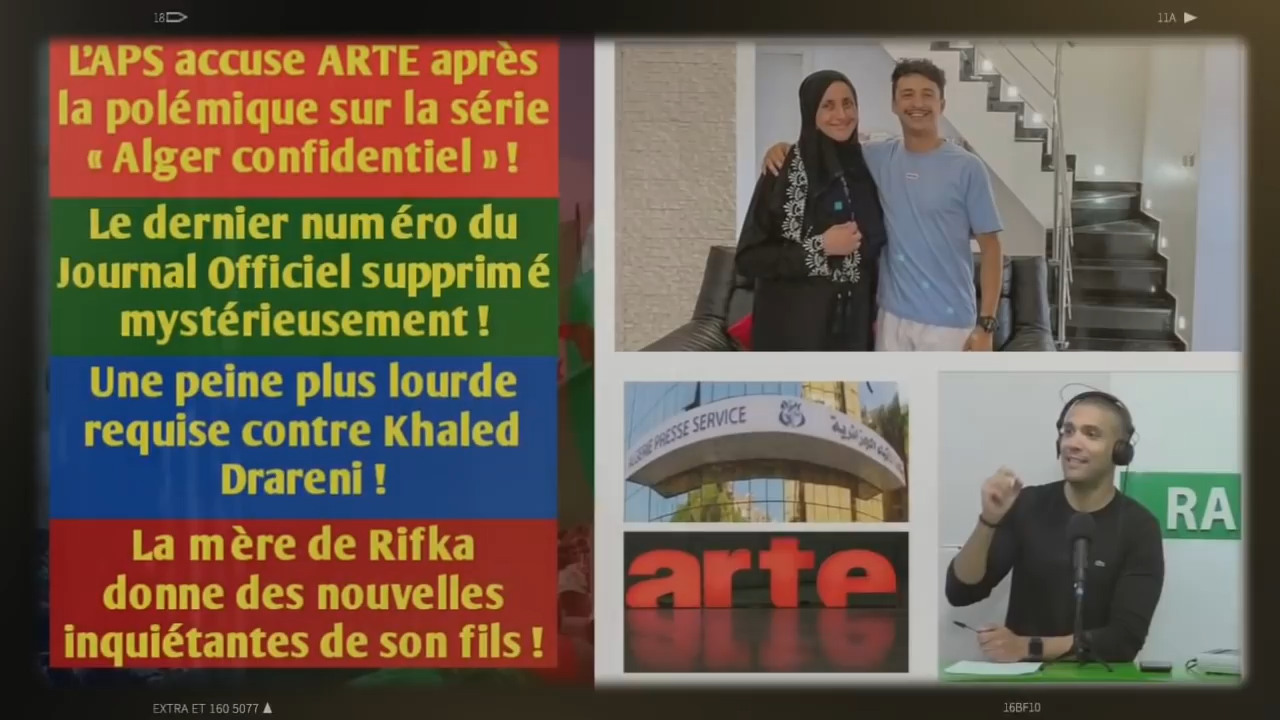 18
11A
L'APS accuse ARTE après
la polémique sur la série
« Alger confidentiel » !
Le dernier numéro du
Journal Officiel supprimé
mystérieusement !
Une peine plus lourde
requise contre Khaled
Drareni !
La mère de Rifka
donne des nouvelles
inquiétantes de son fils !
ALGERIE PRESSE SERVICE
arte
RA
EXTRA ET 160 5077
16BF10